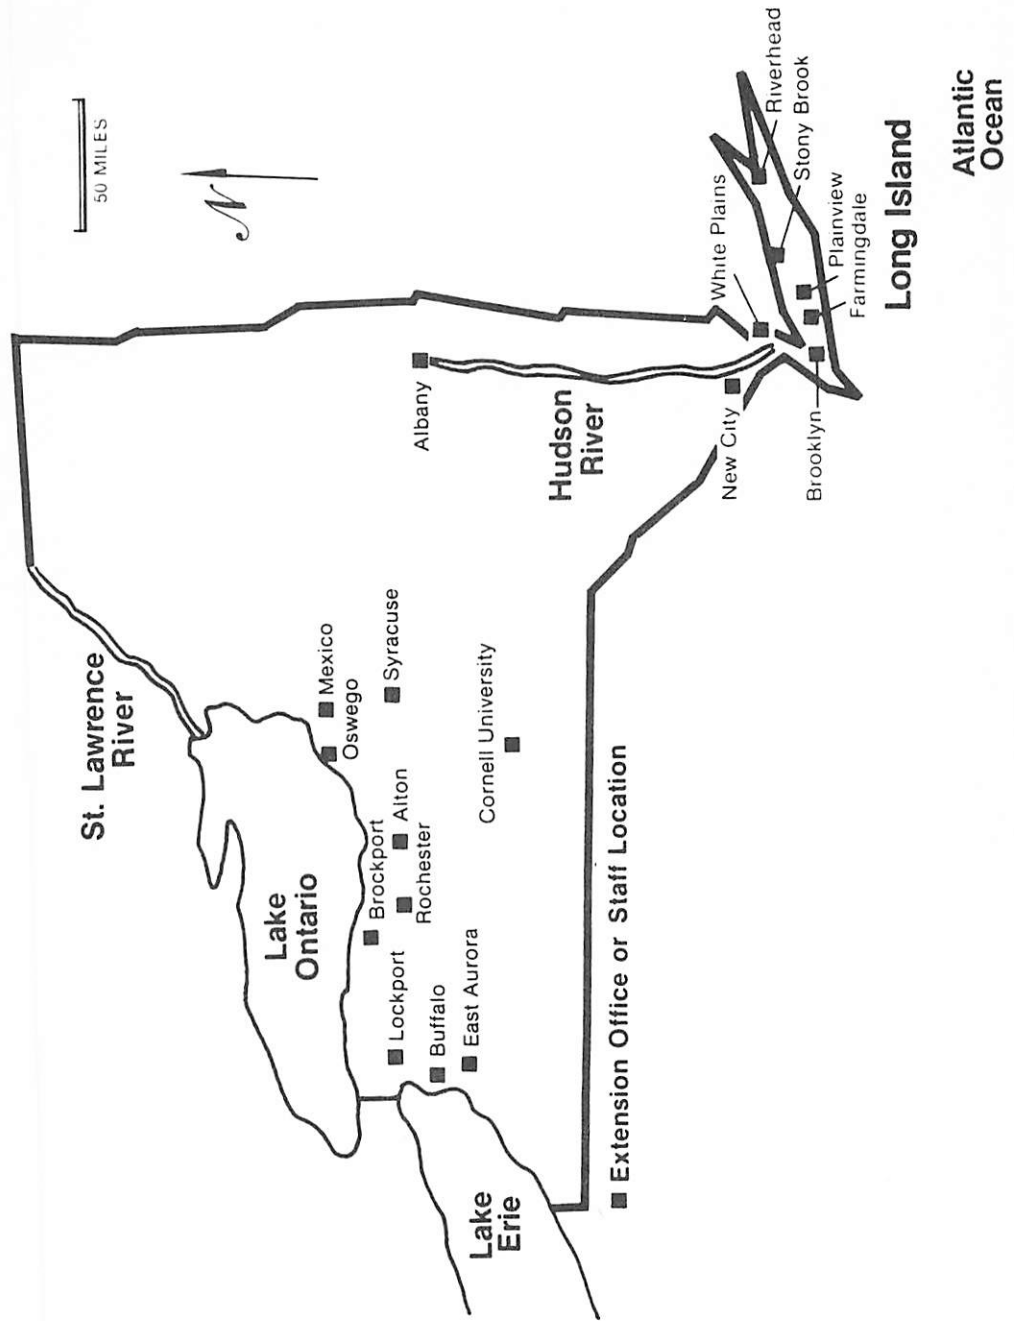 50 MILES
N
St. Lawrence
River
Lake
Ontario
Mexico
Oswego
Syracuse
Albany
Brockport
Alton
Rochester
Lockport
Buffalo
East Aurora
Cornell University
Hudson
River
Lake
Erie
White Plains
New City
Brooklyn
Riverhead
Stony Brook
Plainview
Farmingdale
Long Island
Atlantic
Ocean
Extension Office or Staff Location